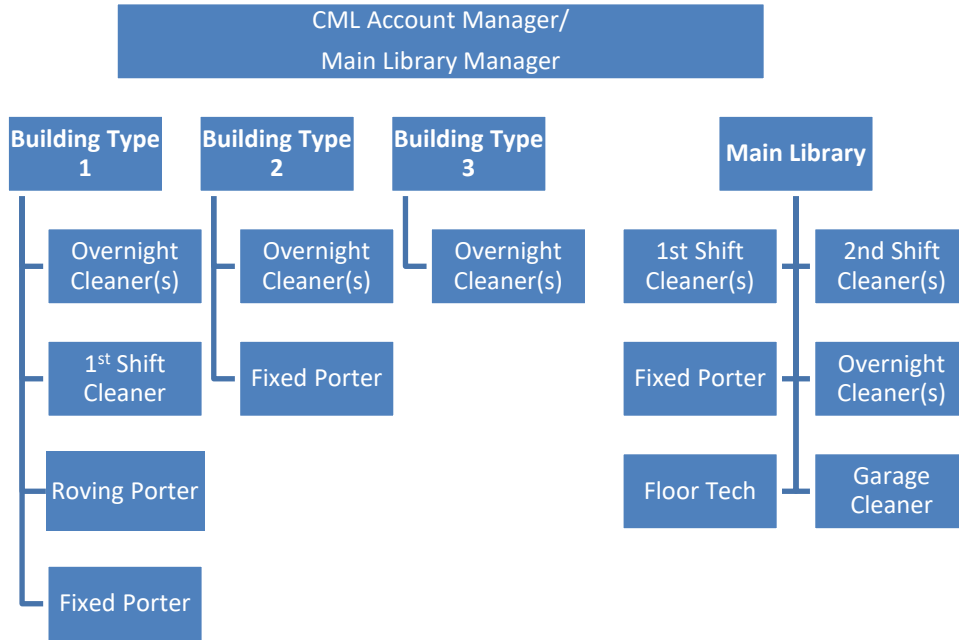 CML Account Manager/
Main Library Manager
Building Type
1
Overnight
Cleaner(s)
1st Shift
Cleaner
Roving Porter
Fixed Porter
Building Type
2
Overnight
Cleaner(s)
Fixed Porter
Building Type
3
Overnight
Cleaner(s)
Main Library
1st Shift
Cleaner(s)
2nd Shift
Cleaner(s)
Fixed Porter
Overnight
Cleaner(s)
Floor Tech
Garage
Cleaner